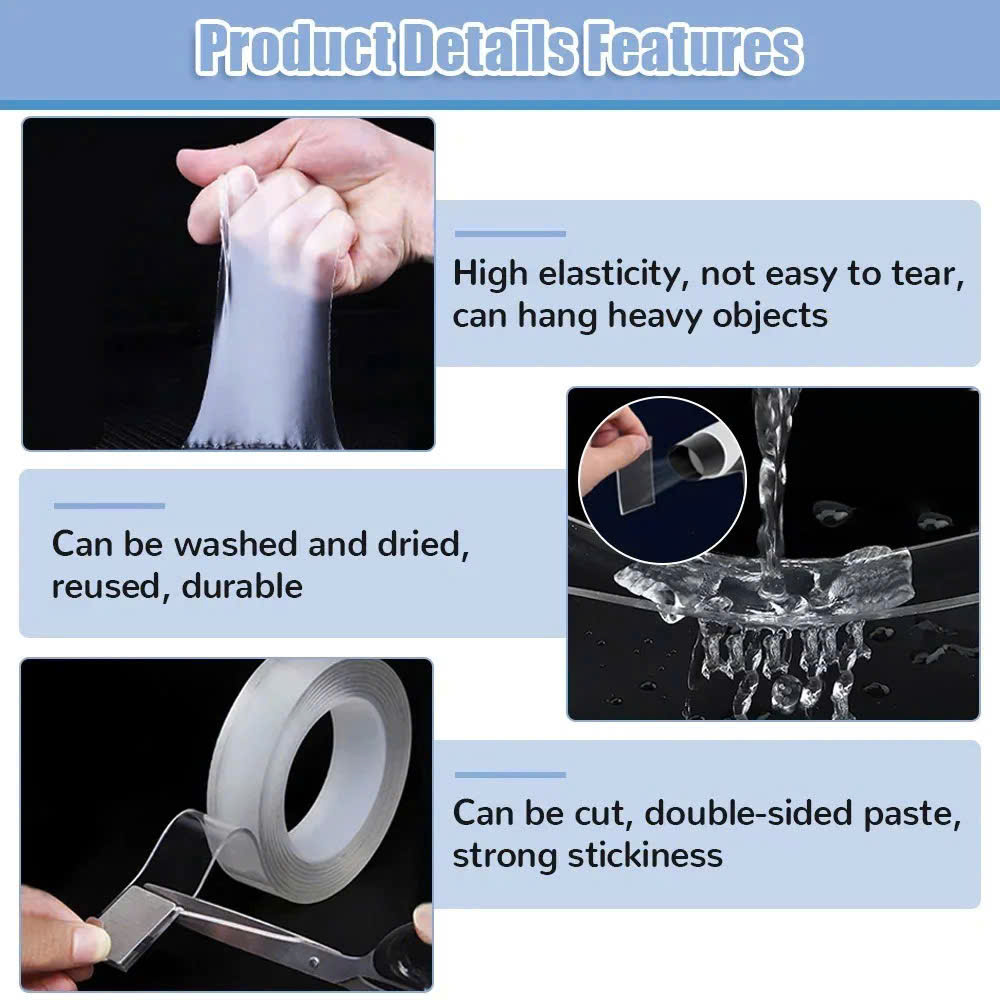 Product Details Features
High elasticity, not easy to tear,
can hang heavy objects
Can be washed and dried,
reused, durable
Can be cut, double-sided paste,
strong stickiness